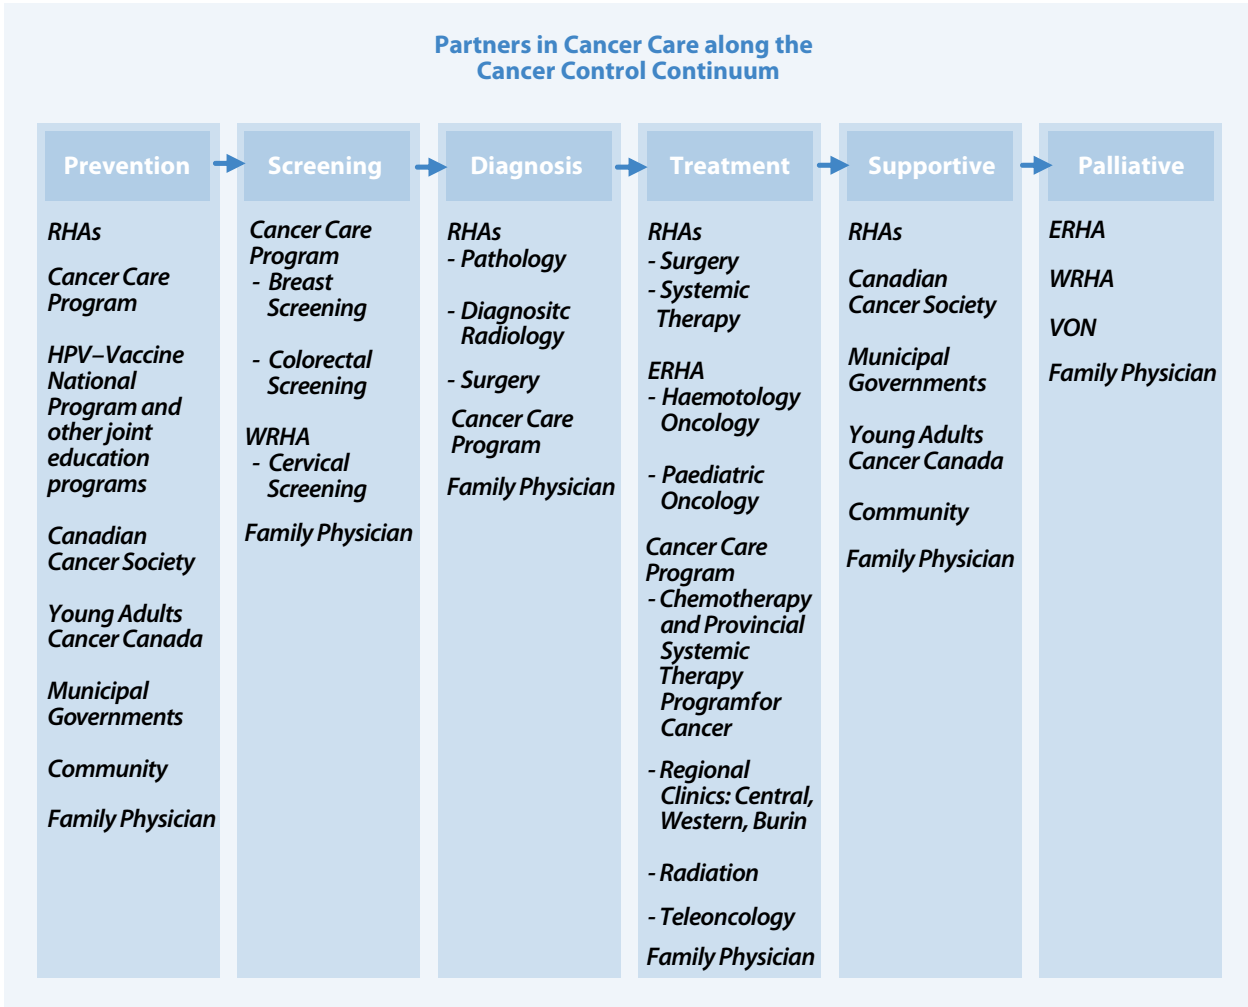 Partners in Cancer Care along the
Cancer Control Continuum
Prevention
RHAs
Cancer Care
Program
HPV–Vaccine
National
Program and
other joint
education
programs
Canadian
Cancer Society
Young Adults
Cancer Canada
Municipal
Governments
Community
Family Physician
Screening
Cancer Care
Program
- Breast
Screening
- Colorectal
Screening
WRHA
- Cervical
Screening
Family Physician
Diagnosis
RHAs
- Pathology
- Diagnositc
Radiology
- Surgery
Cancer Care
Program
Family Physician
Treatment
RHAs
- Surgery
- Systemic
Therapy
ERHA
- Haemotology
Oncology
- Paediatric
Oncology
Cancer Care
Program
- Chemotherapy
and Provincial
Systemic
Therapy
Programfor
Cancer
- Regional
Clinics: Central,
Western, Burin
- Radiation
- Teleoncology
Family Physician
Supportive
RHAs
Canadian
Cancer Society
Municipal
Governments
Young Adults
Cancer Canada
Community
Family Physician
Palliative
ERHA
WRHA
VON
Family Physician